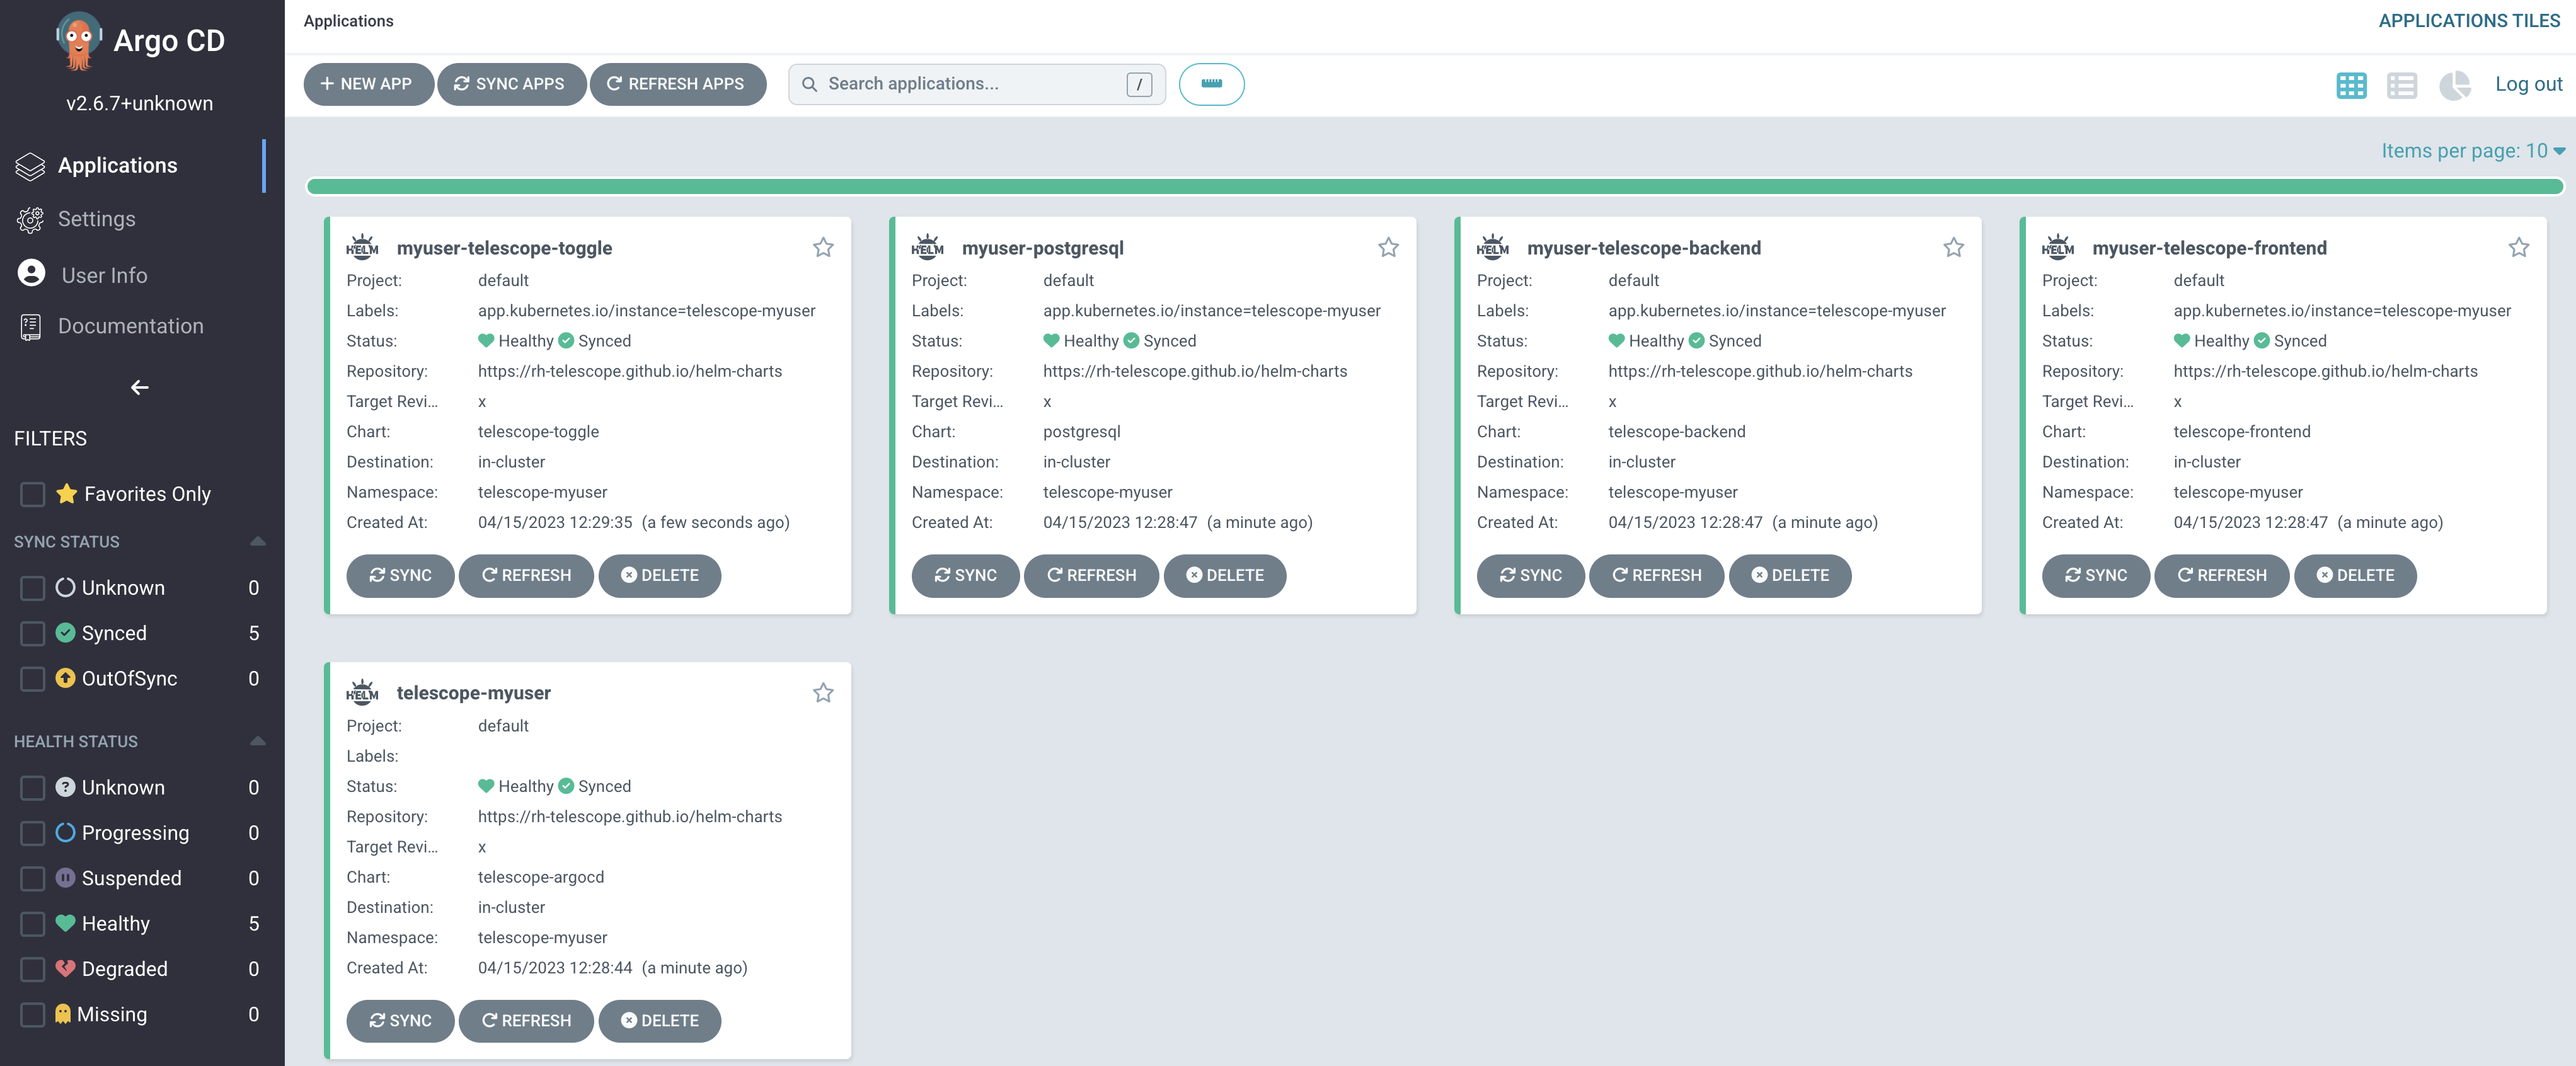 Argo CD
v2.6.7+unknown
Applications
Settings
User Info
Documentation
FILTERS
Favorites Only
SYNC STATUS
Unknown 0
Synced 5
OutOfSync 0
HEALTH STATUS
Unknown 0
Progressing 0
Suspended 0
Healthy 5
Degraded 0
Missing 0
Applications
APPLICATIONS TILES
NEW APP SYNC APPS REFRESH APPS Search applications... / Log out
Items per page: 10
HELM myuser-telescope-toggle
Project: default
Labels: app.kubernetes.io/instance=telescope-myuser
Status: Healthy Synced
Repository: https://rh-telescope.github.io/helm-charts
Target Revi... x
Chart: telescope-toggle
Destination: in-cluster
Namespace: telescope-myuser
Created At: 04/15/2023 12:29:35 (a few seconds ago)
SYNC REFRESH DELETE
HELM myuser-postgresql
Project: default
Labels: app.kubernetes.io/instance=telescope-myuser
Status: Healthy Synced
Repository: https://rh-telescope.github.io/helm-charts
Target Revi... x
Chart: postgresql
Destination: in-cluster
Namespace: telescope-myuser
Created At: 04/15/2023 12:28:47 (a minute ago)
SYNC REFRESH DELETE
HELM myuser-telescope-backend
Project: default
Labels: app.kubernetes.io/instance=telescope-myuser
Status: Healthy Synced
Repository: https://rh-telescope.github.io/helm-charts
Target Revi... x
Chart: telescope-backend
Destination: in-cluster
Namespace: telescope-myuser
Created At: 04/15/2023 12:28:47 (a minute ago)
SYNC REFRESH DELETE
HELM myuser-telescope-frontend
Project: default
Labels: app.kubernetes.io/instance=telescope-myuser
Status: Healthy Synced
Repository: https://rh-telescope.github.io/helm-charts
Target Revi... x
Chart: telescope-frontend
Destination: in-cluster
Namespace: telescope-myuser
Created At: 04/15/2023 12:28:47 (a minute ago)
SYNC REFRESH DELETE
HELM telescope-myuser
Project: default
Labels:
Status: Healthy Synced
Repository: https://rh-telescope.github.io/helm-charts
Target Revi... x
Chart: telescope-argocd
Destination: in-cluster
Namespace: telescope-myuser
Created At: 04/15/2023 12:28:44 (a minute ago)
SYNC REFRESH DELETE